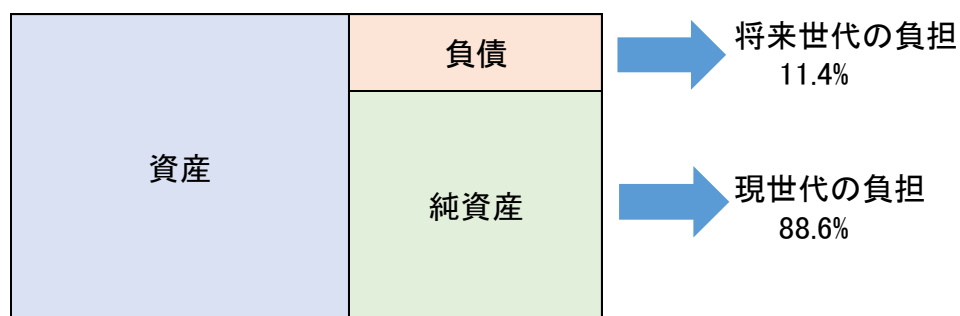 負債
将来世代の負担
11.4%
資産
純資産
現世代の負担
88.6%